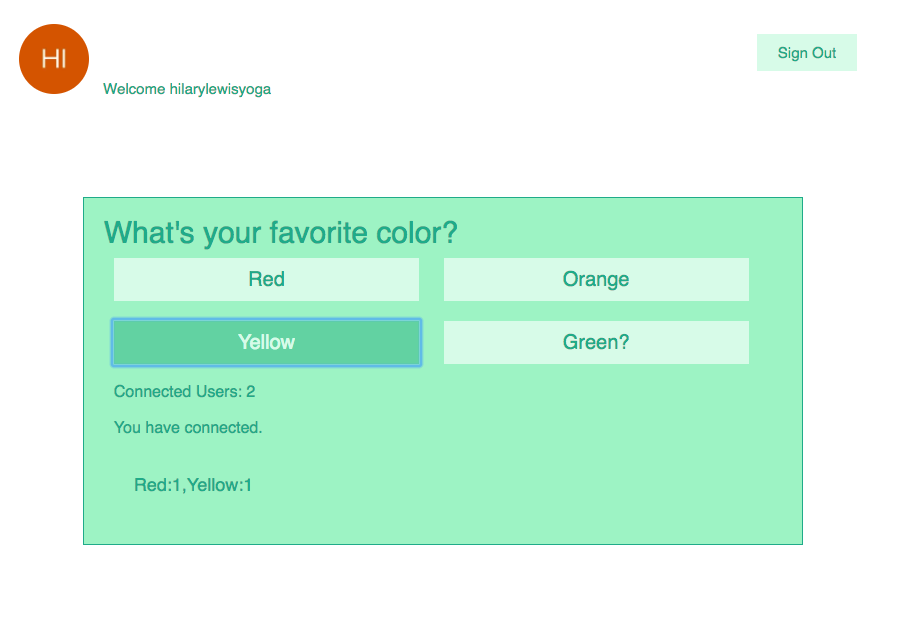 HI
Sign Out
Welcome hilarylewisyoga
What's your favorite color?
Red
Orange
Yellow
Green?
Connected Users: 2
You have connected.
Red:1,Yellow:1